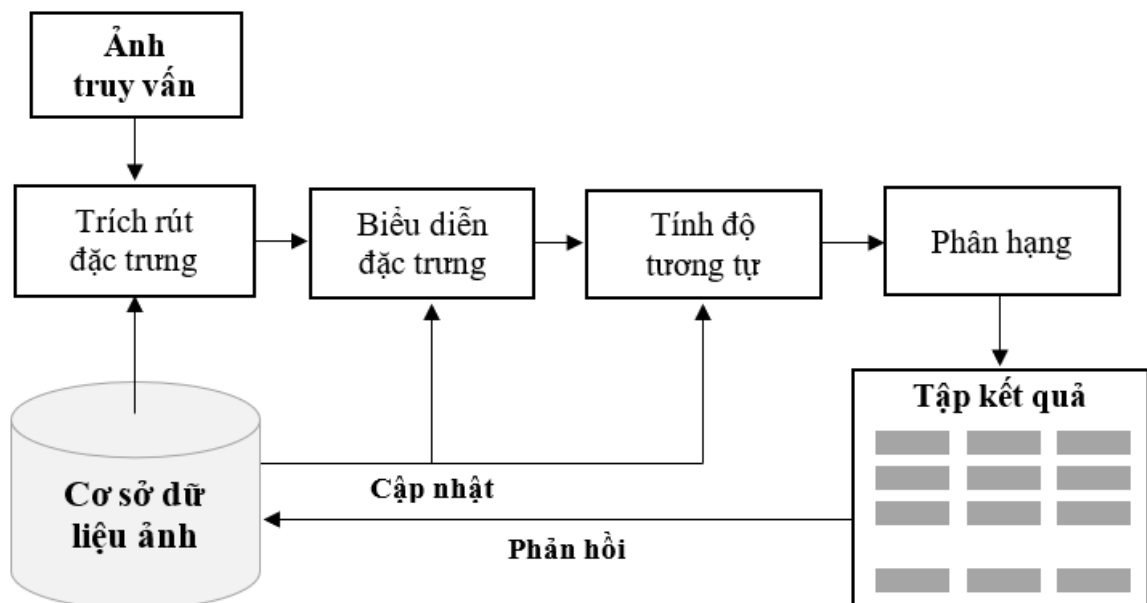 Ảnh
truy vấn
Trích rút
đặc trưng
Biểu diễn
đặc trưng
Tính độ
tương tự
Phân hạng
Tập kết quả
Cơ sở dữ
liệu ảnh
Cập nhật
Phản hồi